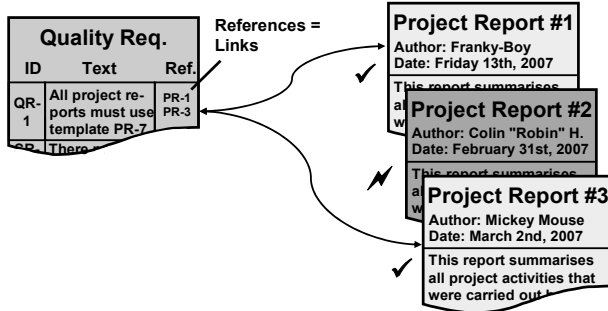 Quality Req.
ID Text Ref.
QR-
1
All project re-
ports must use
template PR-7
PR-1
PR-3
There
References =
Links
Project Report #1
Author: Franky-Boy
Date: Friday 13th, 2007
This report summarises
Project Report #2
Author: Colin "Robin" H.
Date: February 31st, 2007
This report summarises
Project Report #3
Author: Mickey Mouse
Date: March 2nd, 2007
This report summarises
all project activities that
were carried out